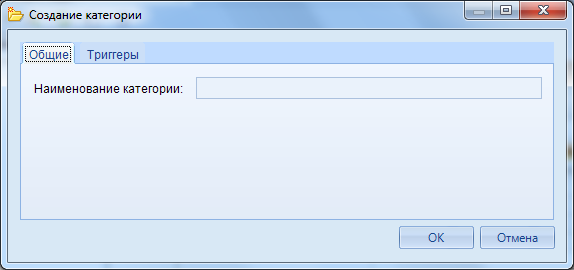 Создание категории
Общие Триггеры
Наименование категории:
OK Отмена